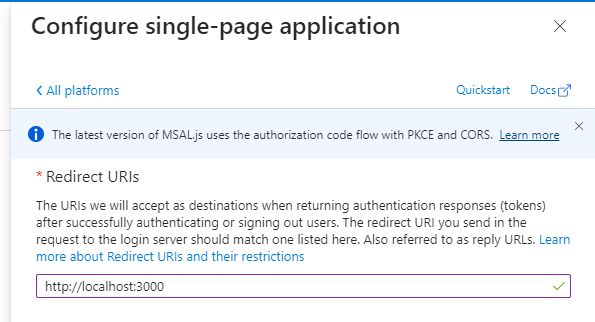 Configure single-page application
All platforms
Quickstart
Docs
The latest version of MSAL.js uses the authorization code flow with PKCE and CORS. Learn more
* Redirect URIs
The URIs we will accept as destinations when returning authentication responses (tokens)
after successfully authenticating or signing out users. The redirect URI you send in the
request to the login server should match one listed here. Also referred to as reply URLs. Learn
more about Redirect URIs and their restrictions
http://localhost:3000